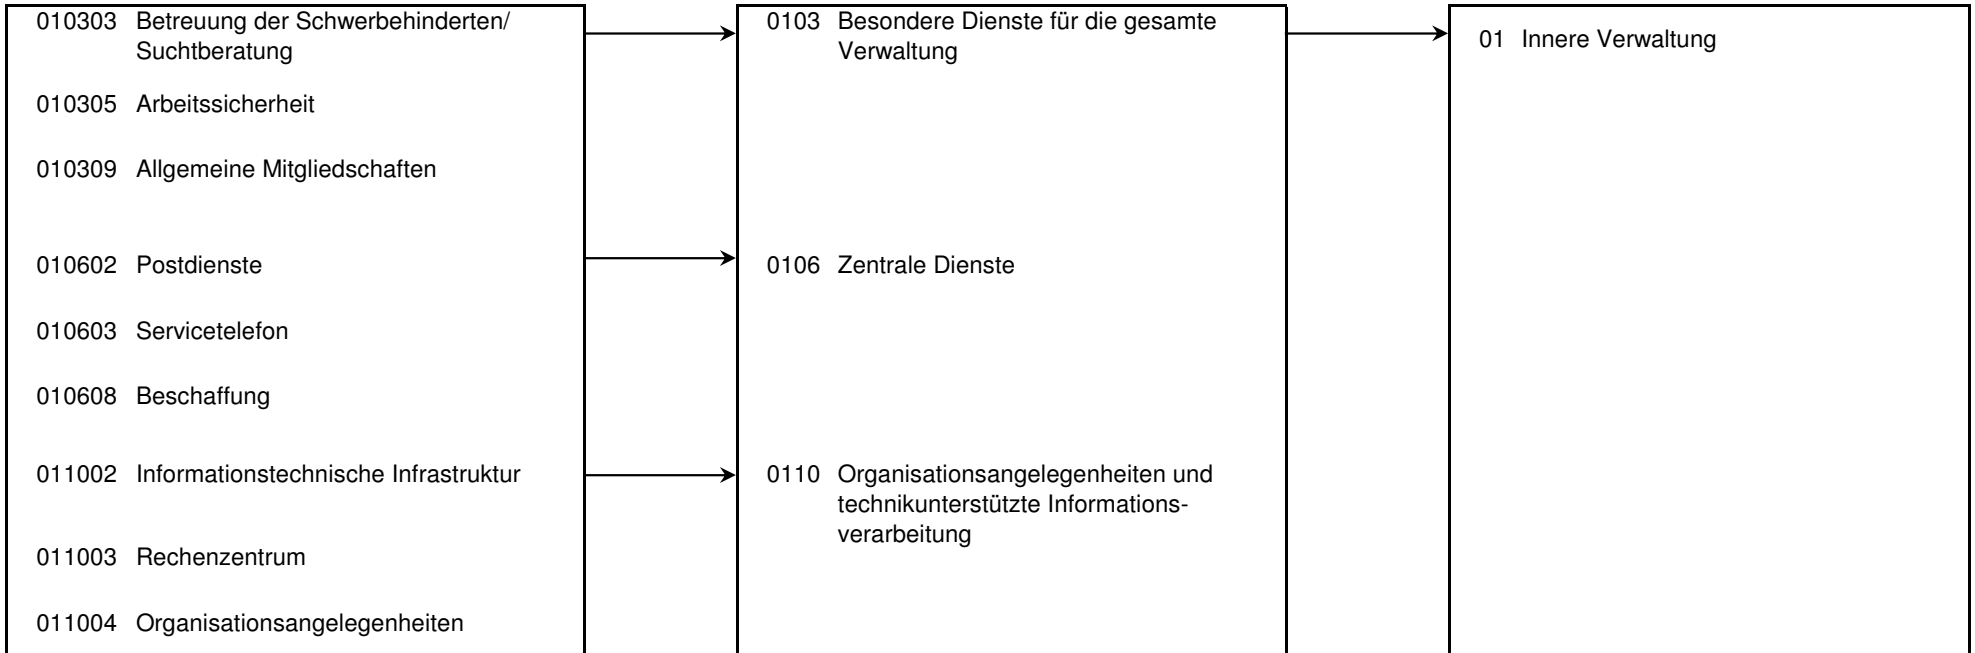 010303 Betreuung der Schwerbehinderten/
Suchtberatung
010305 Arbeitssicherheit
010309 Allgemeine Mitgliedschaften
010602 Postdienste
010603 Servicetelefon
010608 Beschaffung
011002 Informationstechnische Infrastruktur
011003 Rechenzentrum
011004 Organisationsangelegenheiten
0103 Besondere Dienste für die gesamte
Verwaltung
0106 Zentrale Dienste
0110 Organisationsangelegenheiten und
technikunterstützte Informations-
verarbeitung
01 Innere Verwaltung